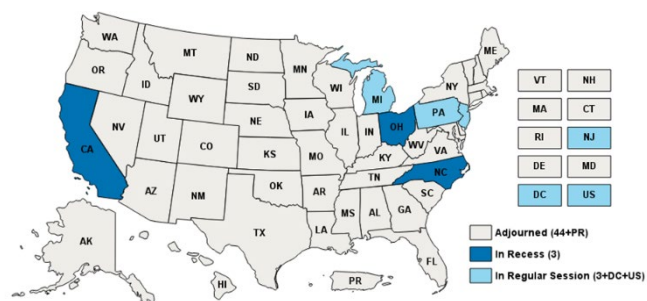 WA
MT
ND
MN
ME
OR
ID
SD
WI
MI
NY
WY
NE
IA
PA
NV
UT
CO
IL
IN
OH
CA
KS
MO
KY
WV
VA
AZ
NM
OK
AR
TN
NC
SC
TX
LA
MS
AL
GA
FL
AK
HI
PR
VT NH
MA CT
RI NJ
DE MD
DC US
Adjourned (44+PR)
In Recess (3)
In Regular Session (3+DC+US)